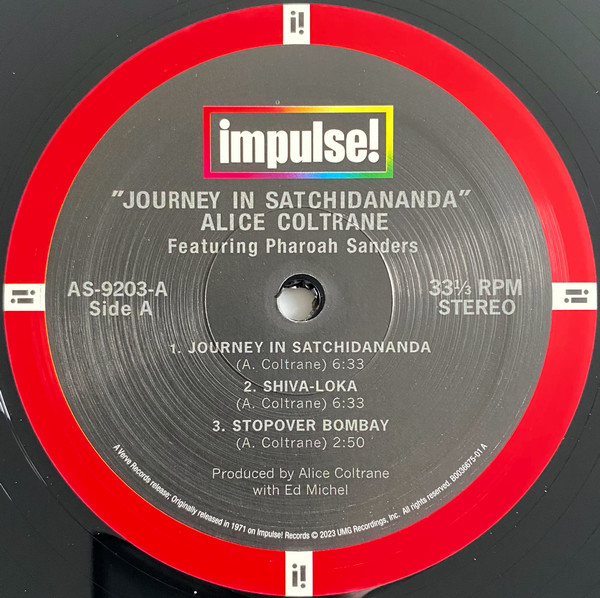 i!
impulse!
"JOURNEY IN SATCHIDANANDA"
ALICE COLTRANE
Featuring Pharoah Sanders
AS-9203-A
Side A
33⅓ RPM
STEREO
i!
i!
1. JOURNEY IN SATCHIDANANDA
(A. Coltrane) 6:33
2. SHIVA-LOKA
(A. Coltrane) 6:33
3. STOPOVER BOMBAY
(A. Coltrane) 2:50
Produced by Alice Coltrane
with Ed Michel
A Verve Records release; Originally released in 1971 on Impulse! Records © 2023 UMG Recordings, Inc. All rights reserved. B0036675-01 A
i!